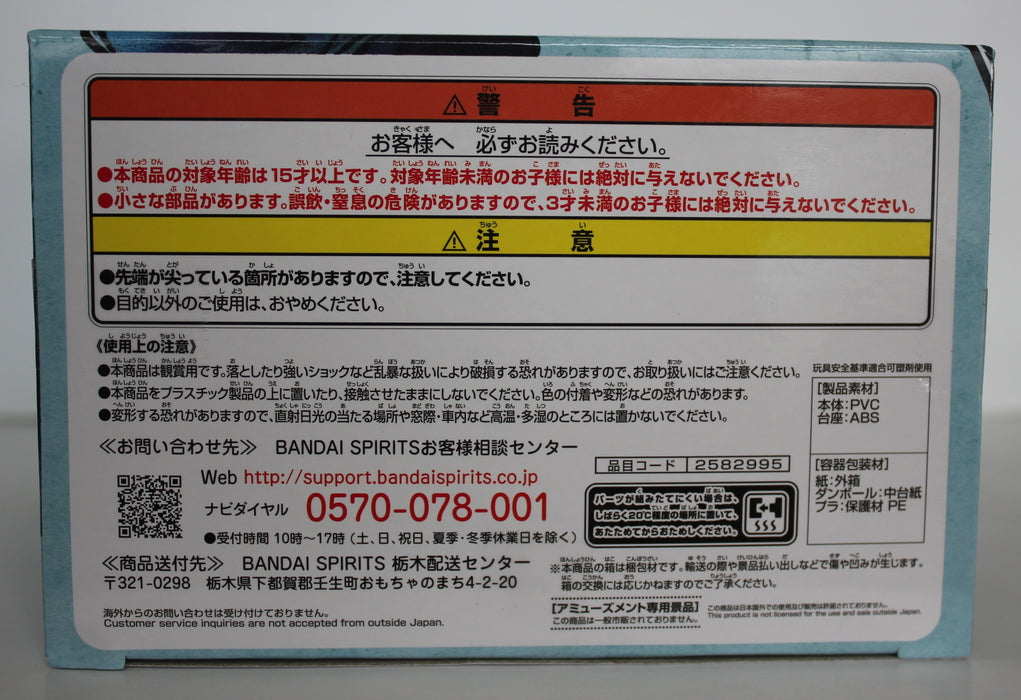 ⚠ 警告
お客様へ 必ずお読みください。
●本商品の対象年齢は15才以上です。対象年齢未満のお子様には絶対に与えないでください。
●小さな部品があります。誤飲・窒息の危険がありますので、3才未満のお子様には絶対に与えないでください。
⚠ 注意
●先端が尖っている箇所がありますので、注意してください。
●目的以外のご使用は、おやめください。
《使用上の注意》
●本商品は観賞用です。落としたり強いショックなど乱暴な扱いにより破損する恐れがありますので、お取り扱いにはご注意ください。
●本商品をプラスチック製品の上に置いたり、接触させたままにしないでください。色の付着や変形などの恐れがあります。
●変形する恐れがありますので、直射日光の当たる場所や窓際・車内など高温・多湿のところには置かないでください。
玩具安全基準適合可塑剤使用
[製品素材]
本体:PVC
台座:ABS
[容器包装材]
紙:外箱
ダンボール:中台紙
プラ:保護材 PE
≪お問い合わせ先≫ BANDAI SPIRITSお客様相談センター
Web http://support.bandaispirits.co.jp
ナビダイヤル 0570-078-001
●受付時間 10時〜17時(土、日、祝日、夏季・冬季休業日を除く)
品目コード 2582995
パーツが組みたてにくい場合は、
しばらく20℃程度の場所に置いて、
あたためてからおためしください。
≪商品送付先≫ BANDAI SPIRITS 栃木配送センター
〒321-0298 栃木県下都賀郡壬生町おもちゃのまち4-2-20
※本商品の箱は梱包材です。輸送の際や景品払い出しなどで傷や凹みが生じます。
箱の交換には応じかねますのでご了承ください。
海外からのお問い合わせは受け付けておりません。
Customer service inquiries are not accepted from outside Japan.
[アミューズメント専用景品]
この商品は一般市販されておりません。
この商品は日本国外での使用及び販売は許諾されておりません。
This product is not licensed for the use and sale outside Japan.